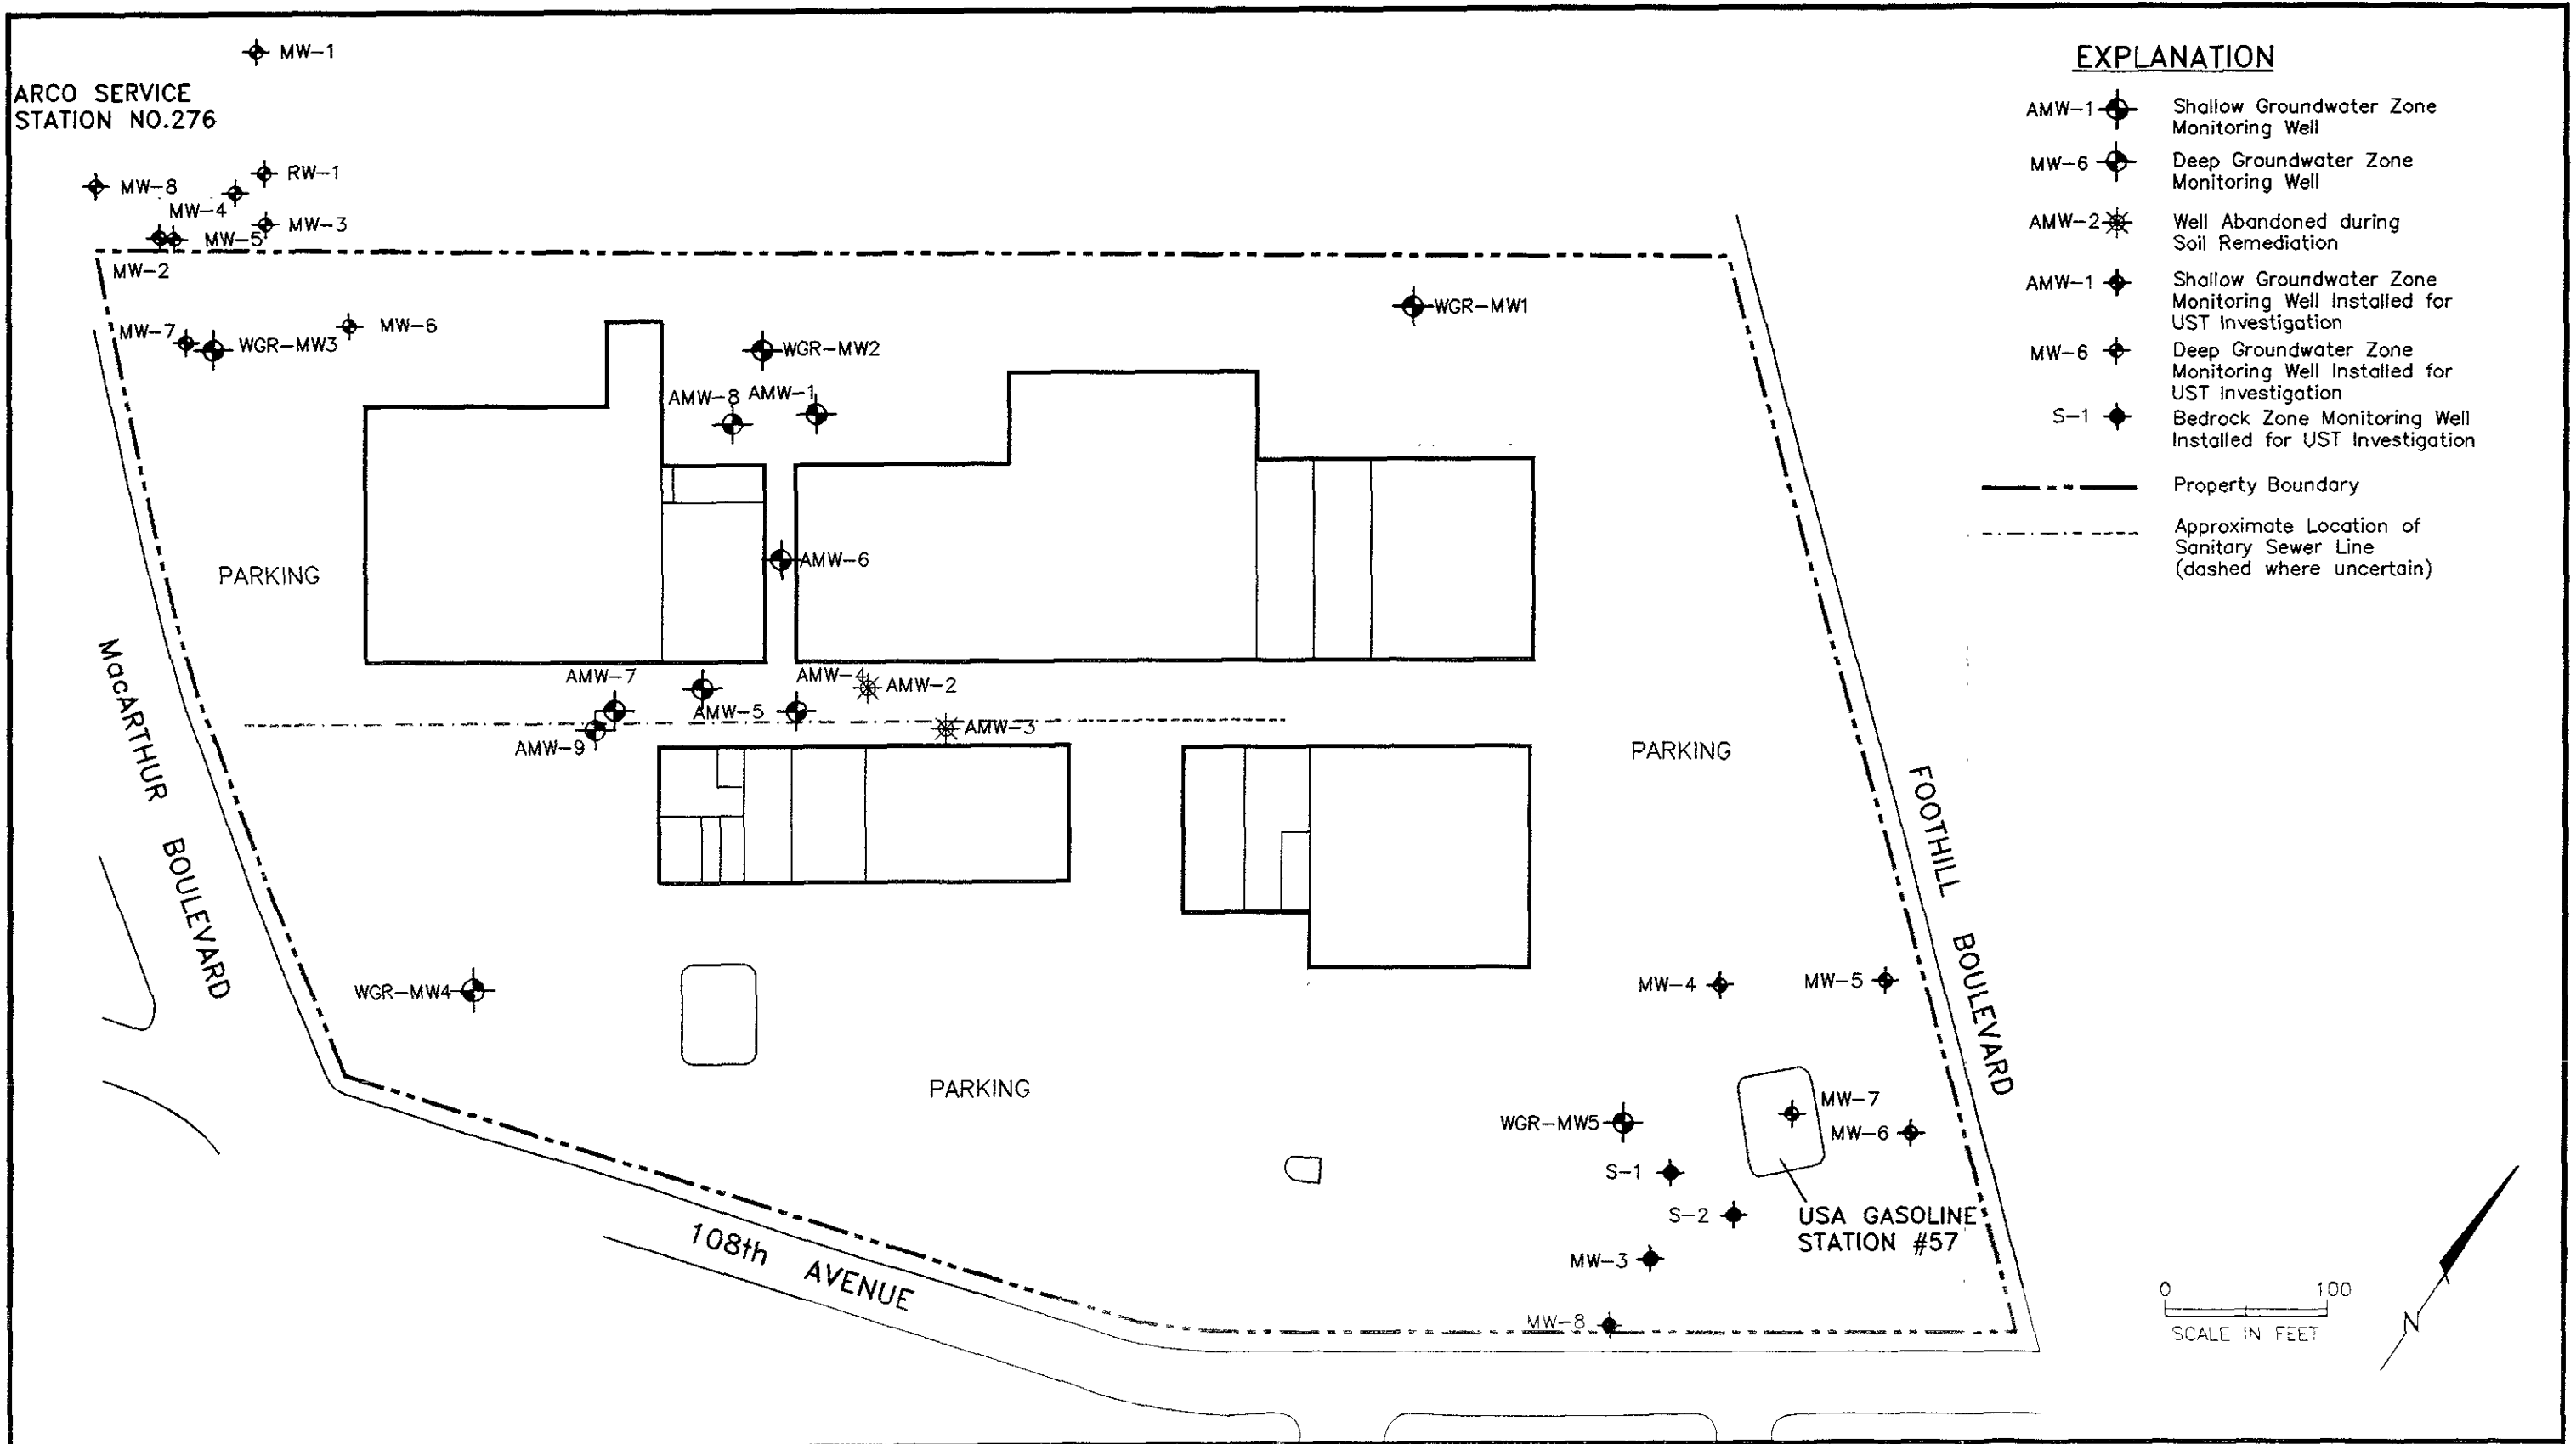 MW-1
ARCO SERVICE
STATION NO.276
RW-1
MW-8
MW-4
MW-3
MW-5
MW-2
MW-7
WGR-MW3
MW-6
WGR-MW2
WGR-MW1
AMW-8
AMW-1
AMW-6
PARKING
MacARTHUR BOULEVARD
AMW-7
AMW-4
AMW-2
AMW-5
AMW-3
AMW-9
PARKING
FOOTHILL BOULEVARD
WGR-MW4
MW-4
MW-5
PARKING
MW-7
WGR-MW5
MW-6
S-1
S-2
USA GASOLINE
STATION #57
MW-3
MW-8
108th AVENUE
EXPLANATION
AMW-1 Shallow Groundwater Zone
Monitoring Well
MW-6 Deep Groundwater Zone
Monitoring Well
AMW-2 Well Abandoned during
Soil Remediation
AMW-1 Shallow Groundwater Zone
Monitoring Well Installed for
UST Investigation
MW-6 Deep Groundwater Zone
Monitoring Well Installed for
UST Investigation
S-1 Bedrock Zone Monitoring Well
Installed for UST Investigation
Property Boundary
Approximate Location of
Sanitary Sewer Line
(dashed where uncertain)
0 100
SCALE IN FEET
N